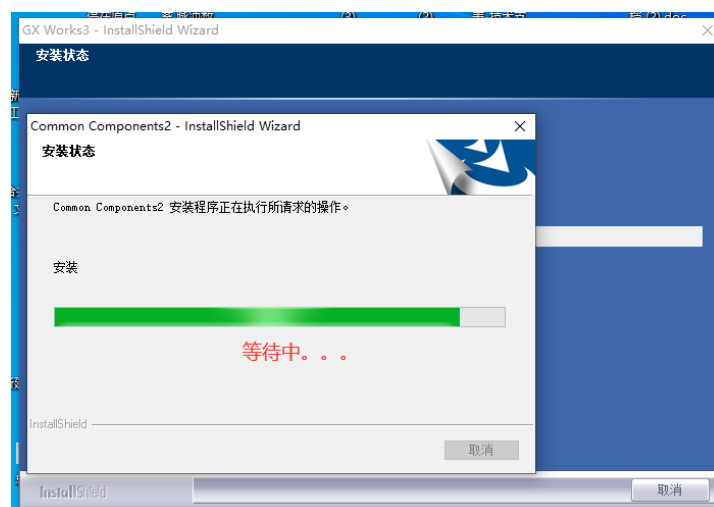 (3)
(2)
GX Works3 - InstallShield Wizard
安装状态
Common Components2 - InstallShield Wizard
安装状态
Common Components2 安装程序正在执行所请求的操作。
安装
等待中。。。
InstallShield
取消
InstallShield
取消